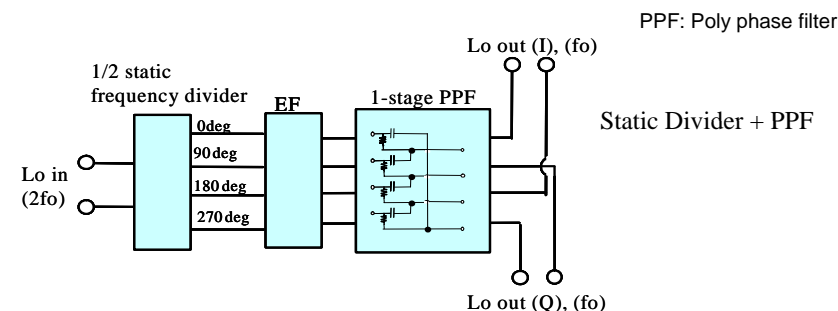 PPF: Poly phase filter
Lo out (I), (fo)
1/2 static
frequency divider
EF
1-stage PPF
Static Divider + PPF
0deg
90deg
180deg
270deg
Lo in
(2fo)
Lo out (Q), (fo)